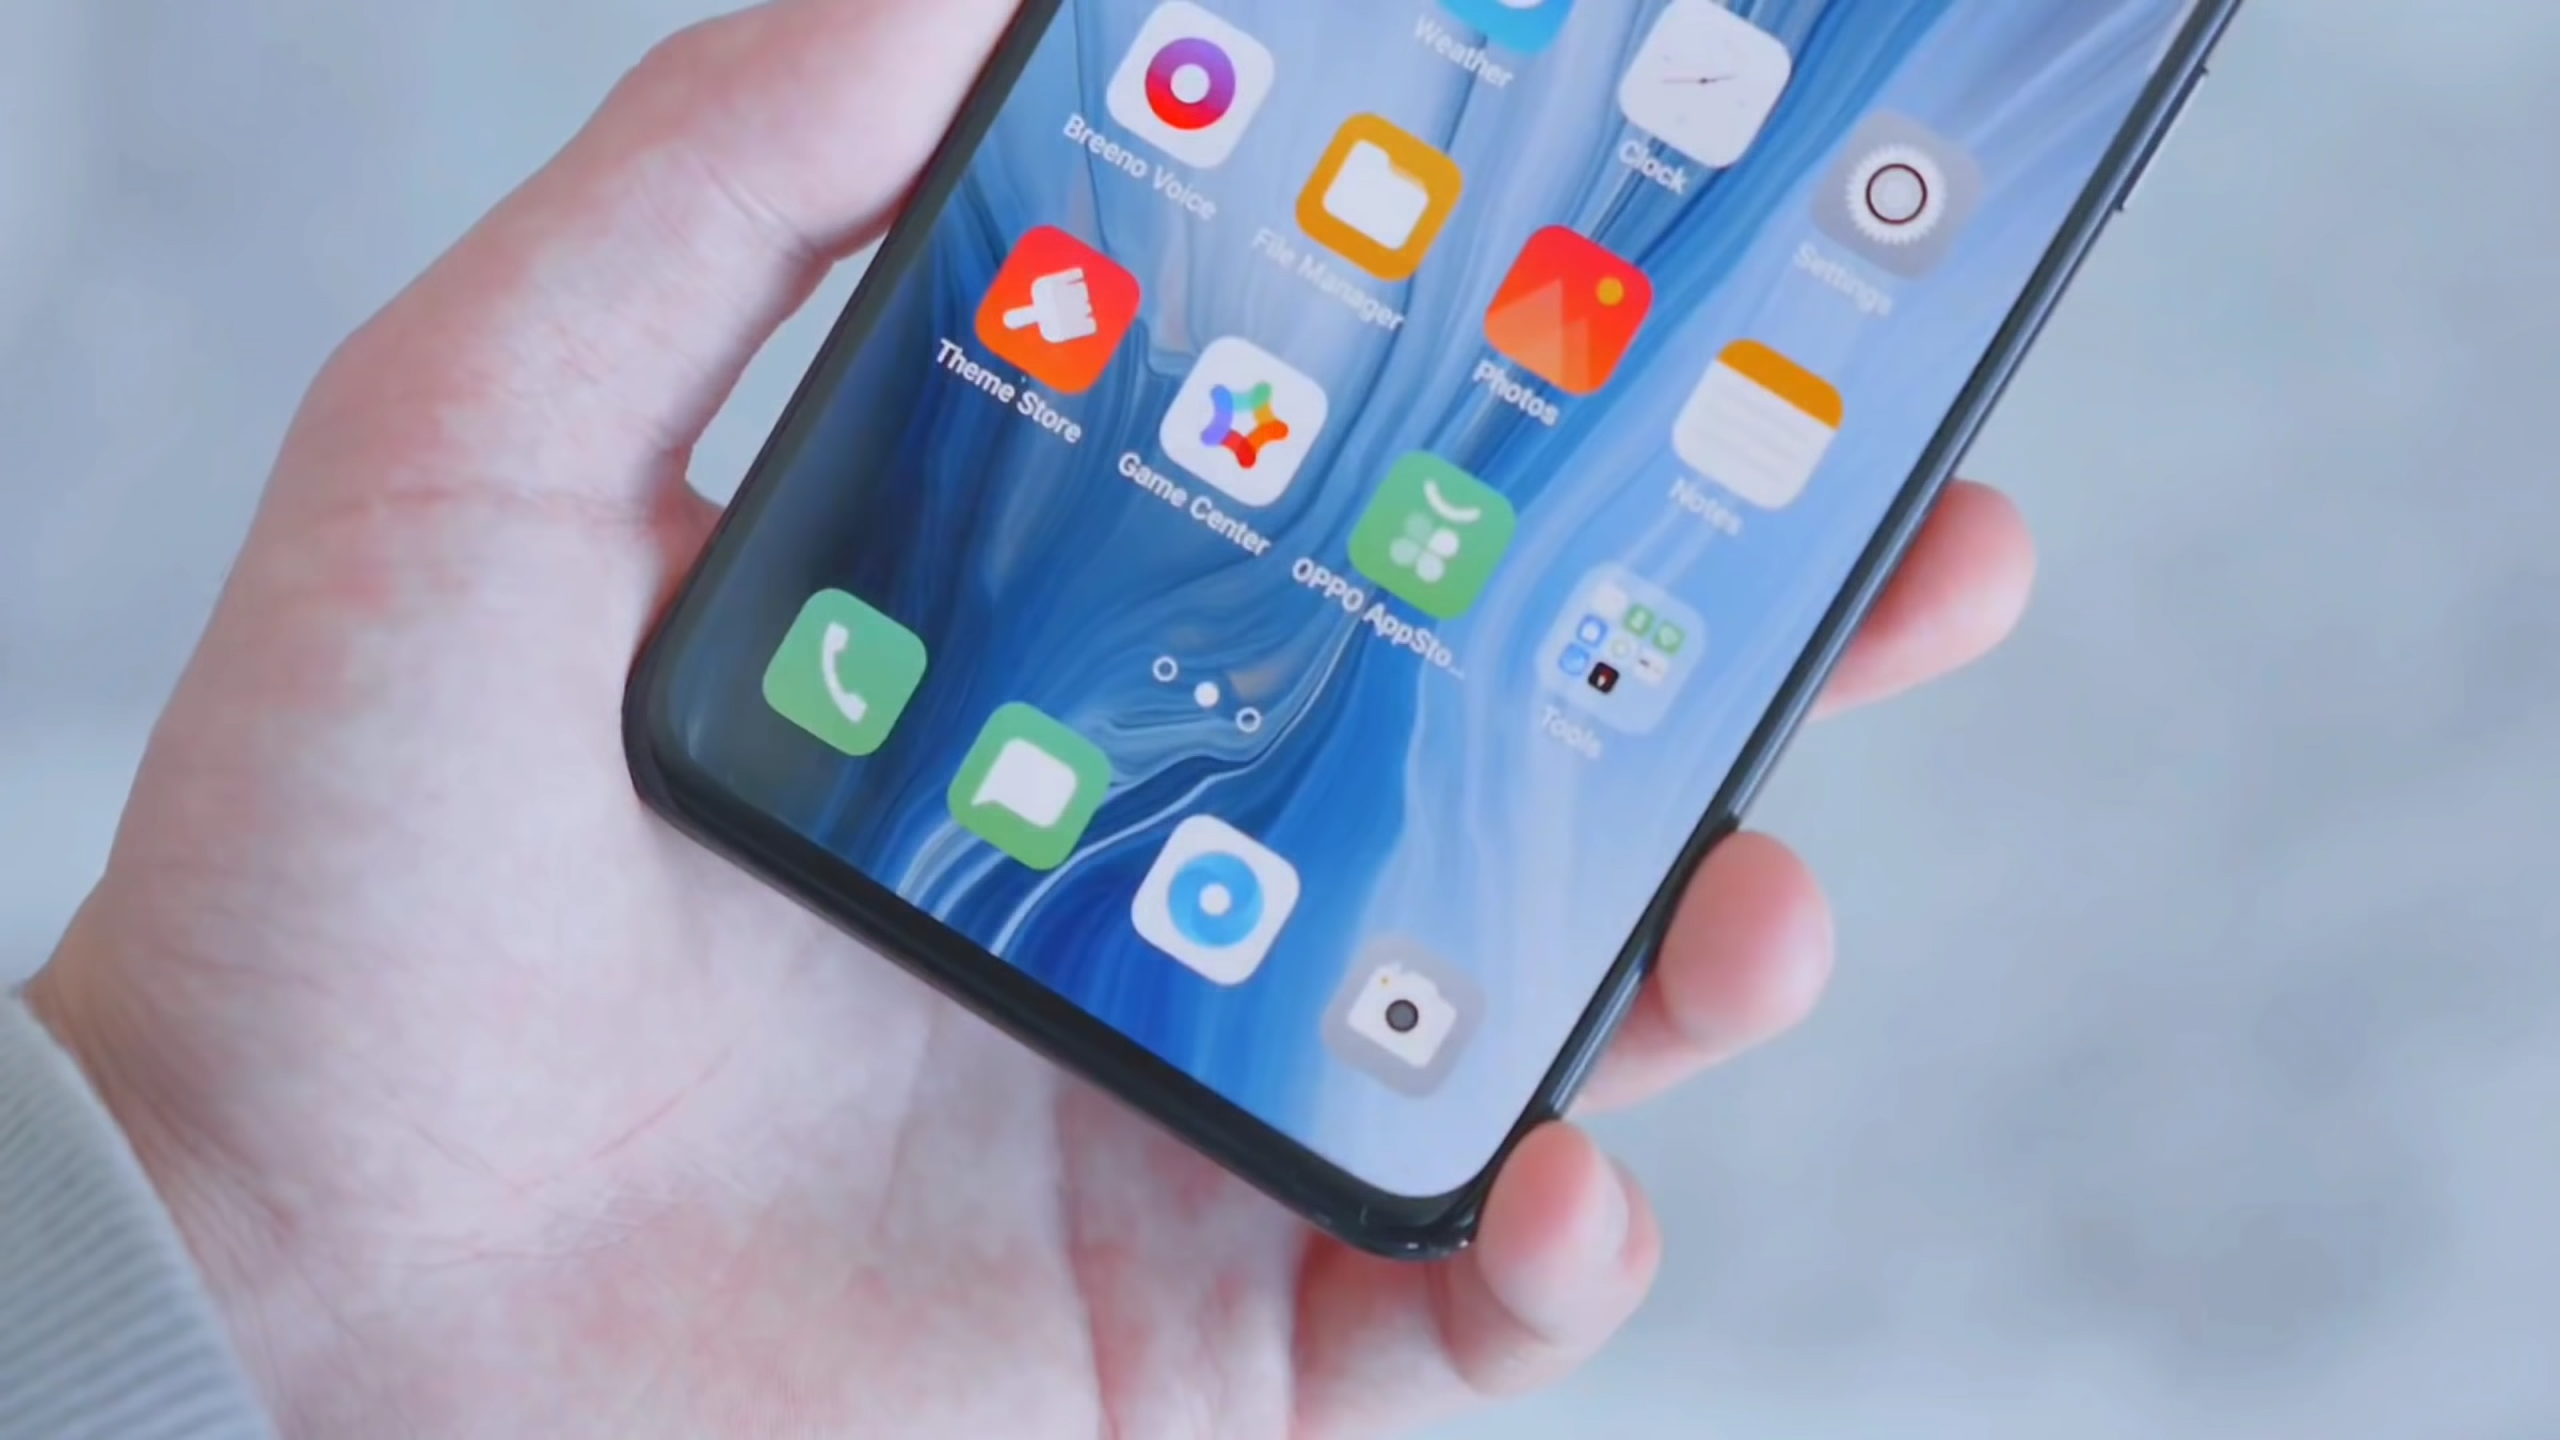 Weather
Clock
Breeno Voice
File Manager
Photos
Settings
Theme Store
Game Center
OPPO AppSto...
Notes
Tools